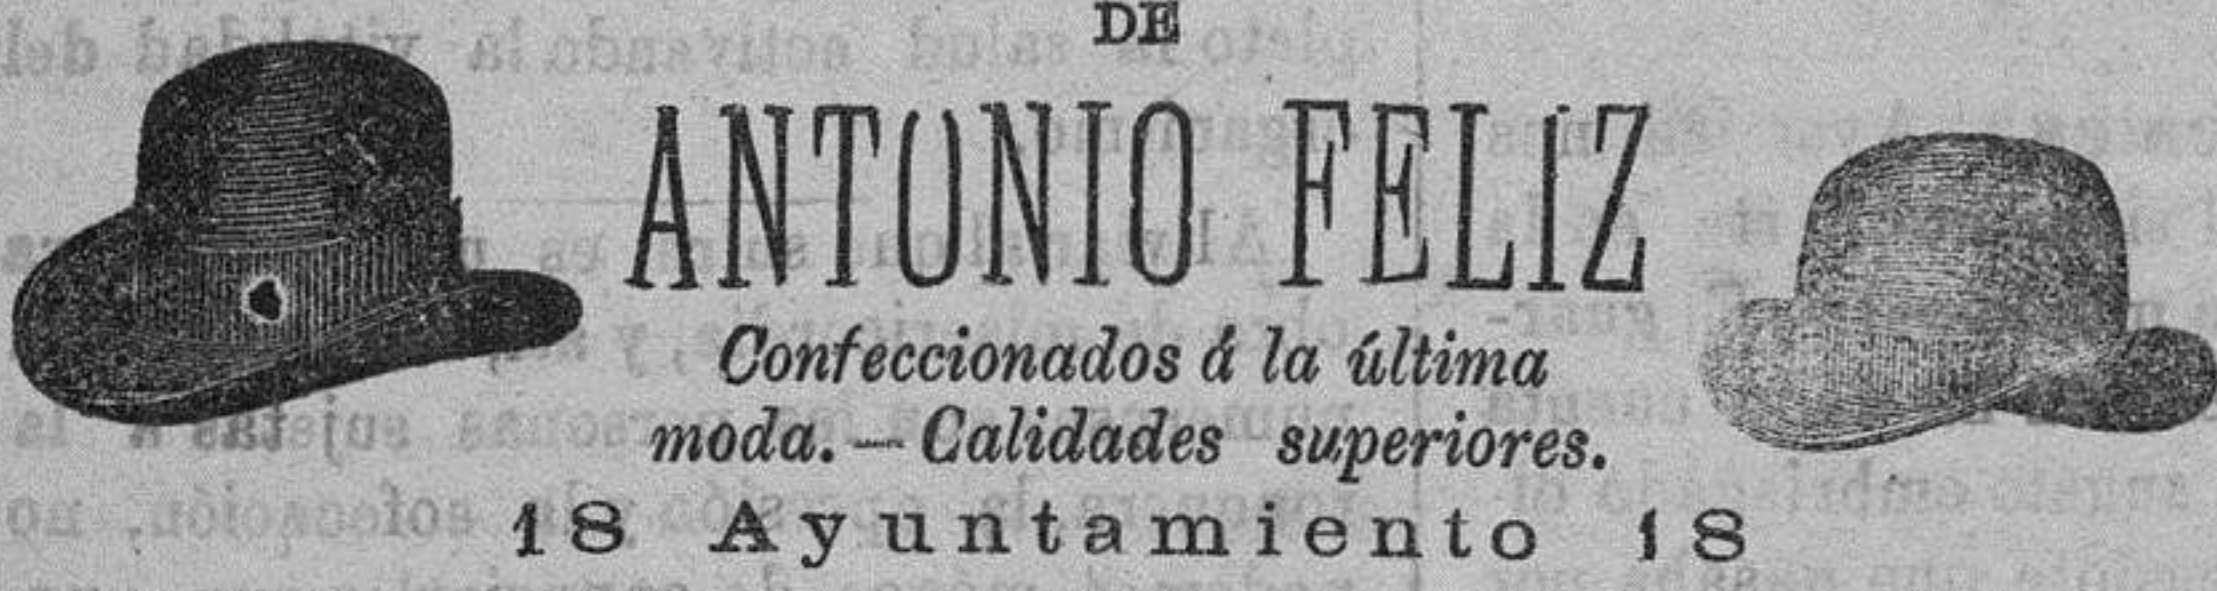 DE
ANTONIO FELIZ
Confeccionados á la última
moda.—Calidades superiores.
18 Ayuntamiento 18